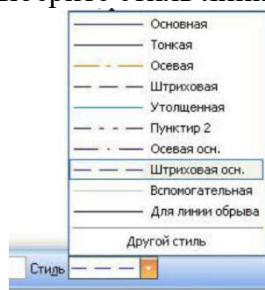 Основная
Тонкая
Осевая
Штриховая
Утолщенная
Пунктир 2
Осевая осн.
Штриховая осн.
Вспомогательная
Для линии обрыва
Другой стиль
Стиль